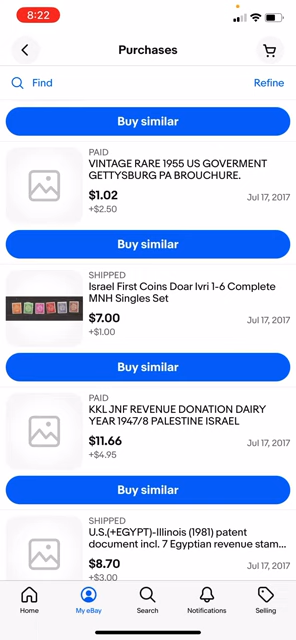 8:22
Purchases
Find
Refine
Buy similar
PAID
VINTAGE RARE 1955 US GOVERMENT
GETTYSBURG PA BROUCHURE.
$1.02
Jul 17, 2017
+$2.50
Buy similar
SHIPPED
Israel First Coins Doar Ivri 1-6 Complete
MNH Singles Set
$7.00
Jul 17, 2017
+$1.00
Buy similar
PAID
KKL JNF REVENUE DONATION DAIRY
YEAR 1947/8 PALESTINE ISRAEL
$11.66
Jul 17, 2017
+$4.95
Buy similar
SHIPPED
U.S.(+EGYPT)-Illinois (1981) patent
document incl. 7 Egyptian revenue stam...
$8.70
Jul 17, 2017
+$3.00
Home
My eBay
Search
Notifications
Selling